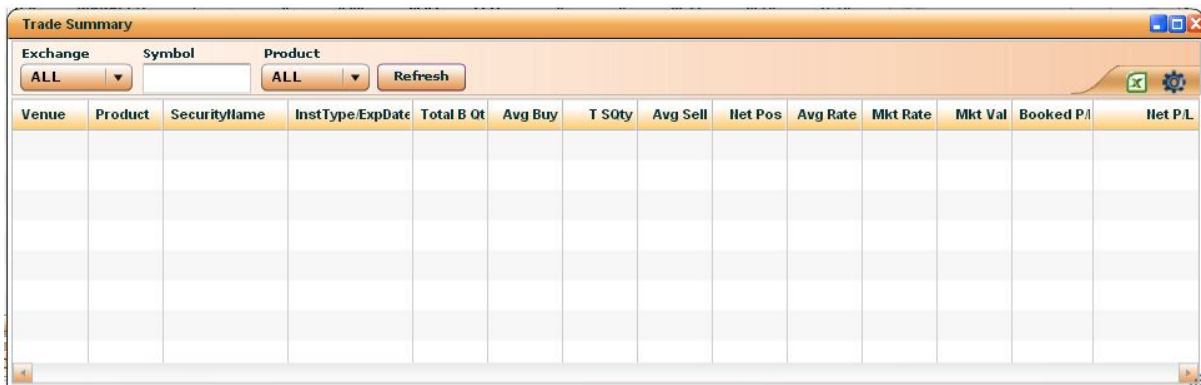 Trade Summary
Exchange Symbol Product
ALL ALL Refresh
Venue Product SecurityName InstType/ExpDate Total B Qt Avg Buy T SQty Avg Sell Net Pos Avg Rate Mkt Rate Mkt Val Booked P/l Net P/L